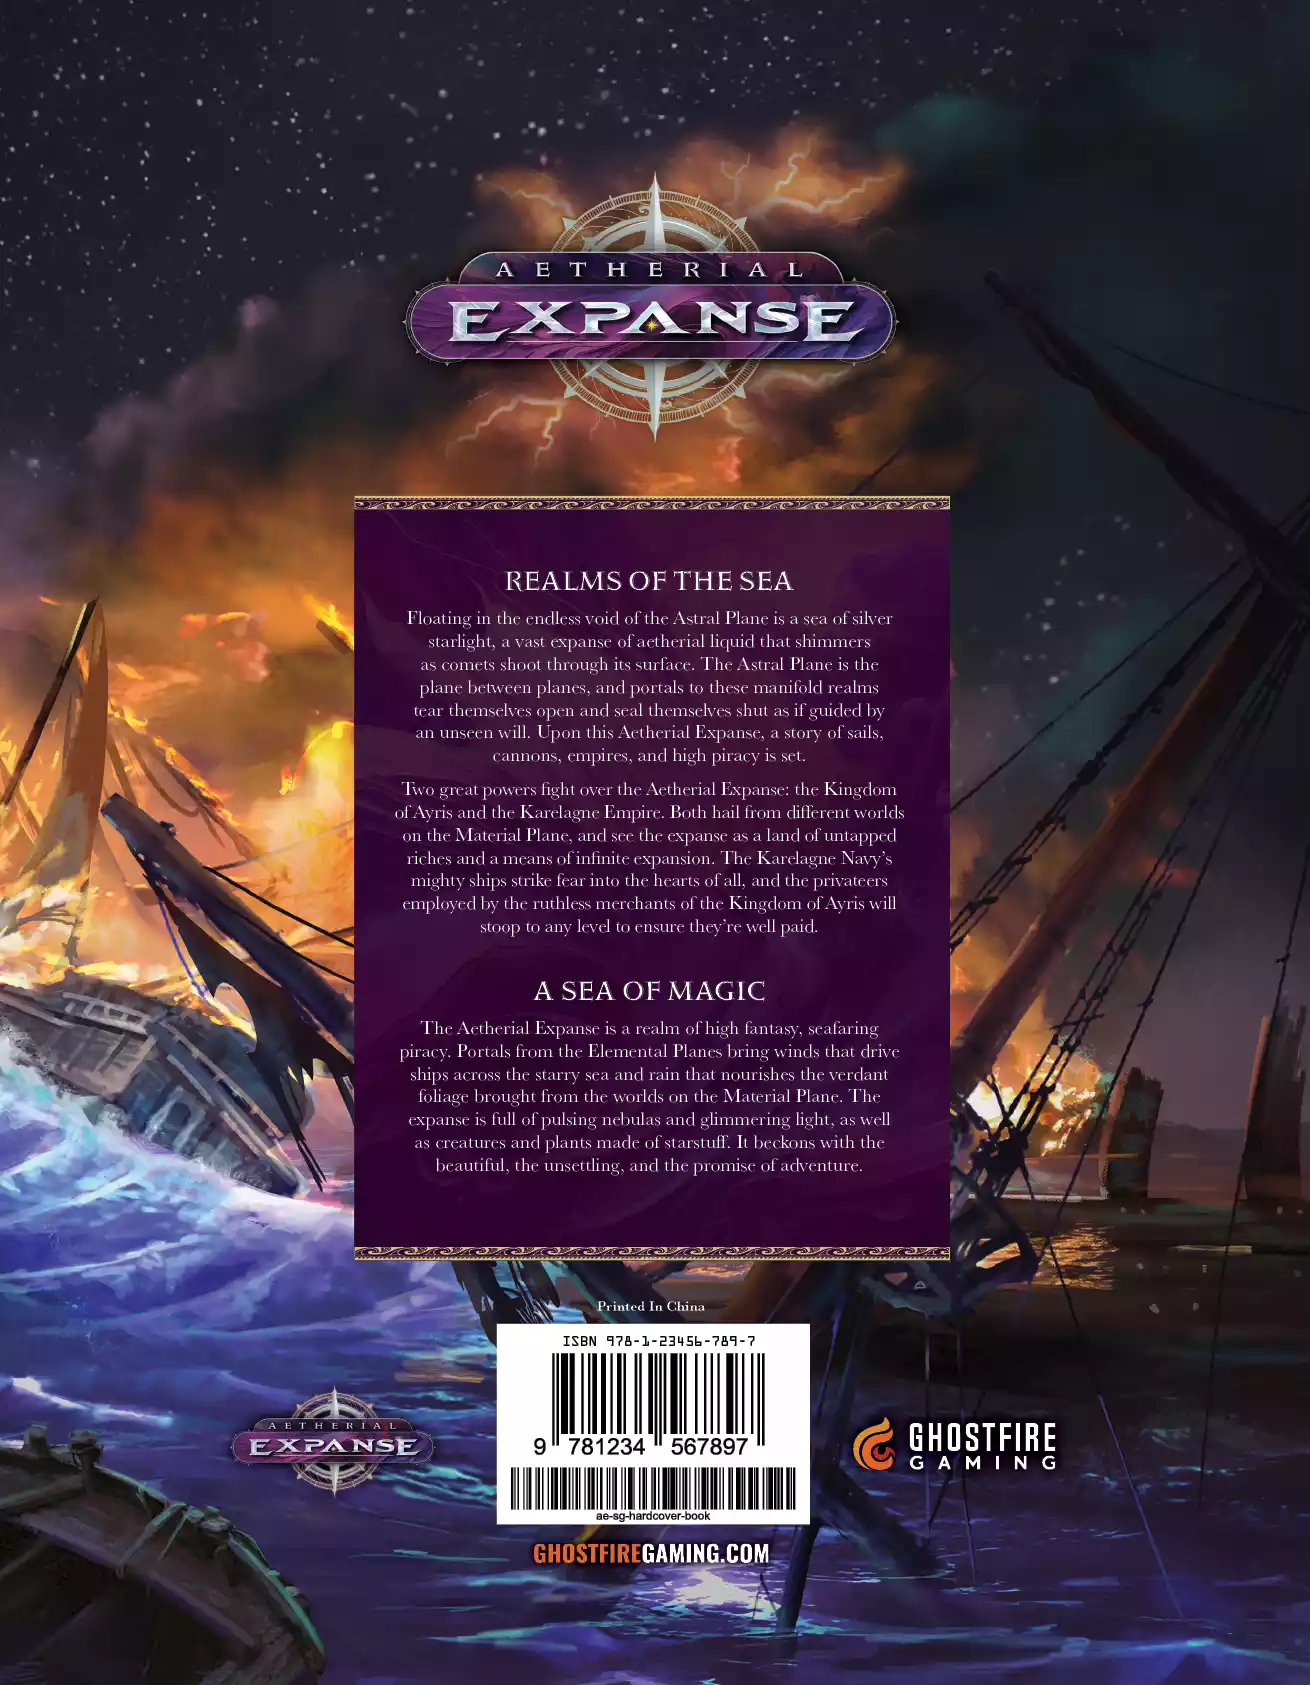 AETHERIAL
EXPANSE
REALMS OF THE SEA
Floating in the endless void of the Astral Plane is a sea of silver
starlight, a vast expanse of aetherial liquid that shimmers
as comets shoot through its surface. The Astral Plane is the
plane between planes, and portals to these manifold realms
tear themselves open and seal themselves shut as if guided by
an unseen will. Upon this Aetherial Expanse, a story of sails,
cannons, empires, and high piracy is set.
Two great powers fight over the Aetherial Expanse: the Kingdom
of Ayris and the Karelagne Empire. Both hail from different worlds
on the Material Plane, and see the expanse as a land of untapped
riches and a means of infinite expansion. The Karelagne Navy's
mighty ships strike fear into the hearts of all, and the privateers
employed by the ruthless merchants of the Kingdom of Ayris will
stoop to any level to ensure they're well paid.
A SEA OF MAGIC
The Aetherial Expanse is a realm of high fantasy, seafaring
piracy. Portals from the Elemental Planes bring winds that drive
ships across the starry sea and rain that nourishes the verdant
foliage brought from the worlds on the Material Plane. The
expanse is full of pulsing nebulas and glimmering light, as well
as creatures and plants made of starstuff. It beckons with the
beautiful, the unsettling, and the promise of adventure.
Printed In China
ISBN 978-1-23456-789-7
9 781234 567897
ae-sg-hardcover-book
AETHERIAL
EXPANSE
GHOSTFIRE
GAMING
GHOSTFIREGAMING.COM